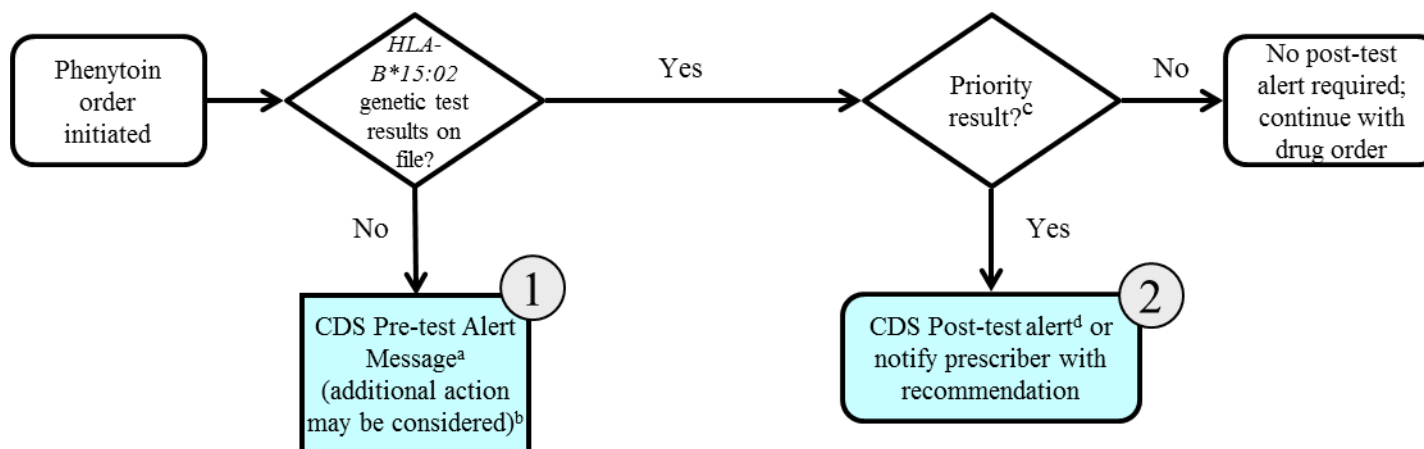 Phenytoin
order
initiated
HLA-
B*15:02
genetic test
results on
file?
Yes
Priority
result?c
No
No post-test
alert required;
continue with
drug order
No
Yes
1
CDS Pre-test Alert
Messageᵃ
(additional action
may be considered)ᵇ
2
CDS Post-test alertᵈ or
notify prescriber with
recommendation